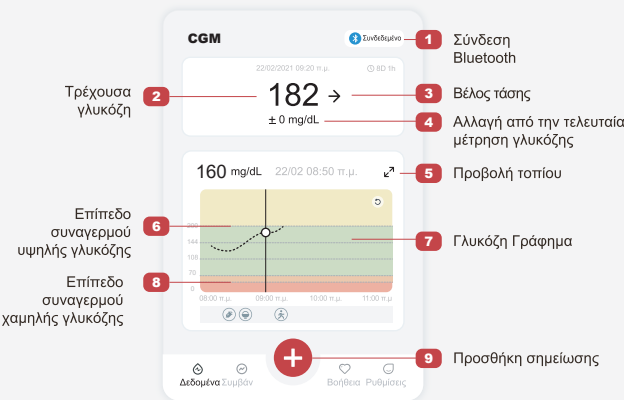 CGM
Συνδεδεμένο
1
Σύνδεση
Bluetooth
22/02/2021 09:20 π.μ.
8D 1h
Τρέχουσα
γλυκόζη
2
182
3
Βέλος τάσης
± 0 mg/dL
4
Αλλαγή από την τελευταία
μέτρηση γλυκόζης
160 mg/dL
22/02 08:50 π.μ.
5
Προβολή τοπίου
Επίπεδο
συναγερμού
υψηλής γλυκόζης
6
200
144
108
70
0
7
Γλυκόζη Γράφημα
Επίπεδο
συναγερμού
χαμηλής γλυκόζης
8
08:00 π.μ.
09:00 π.μ.
10:00 π.μ.
11:00 π.μ
9
Προσθήκη σημείωσης
Δεδομένα
Συμβάν
Βοήθεια
Ρυθμίσεις